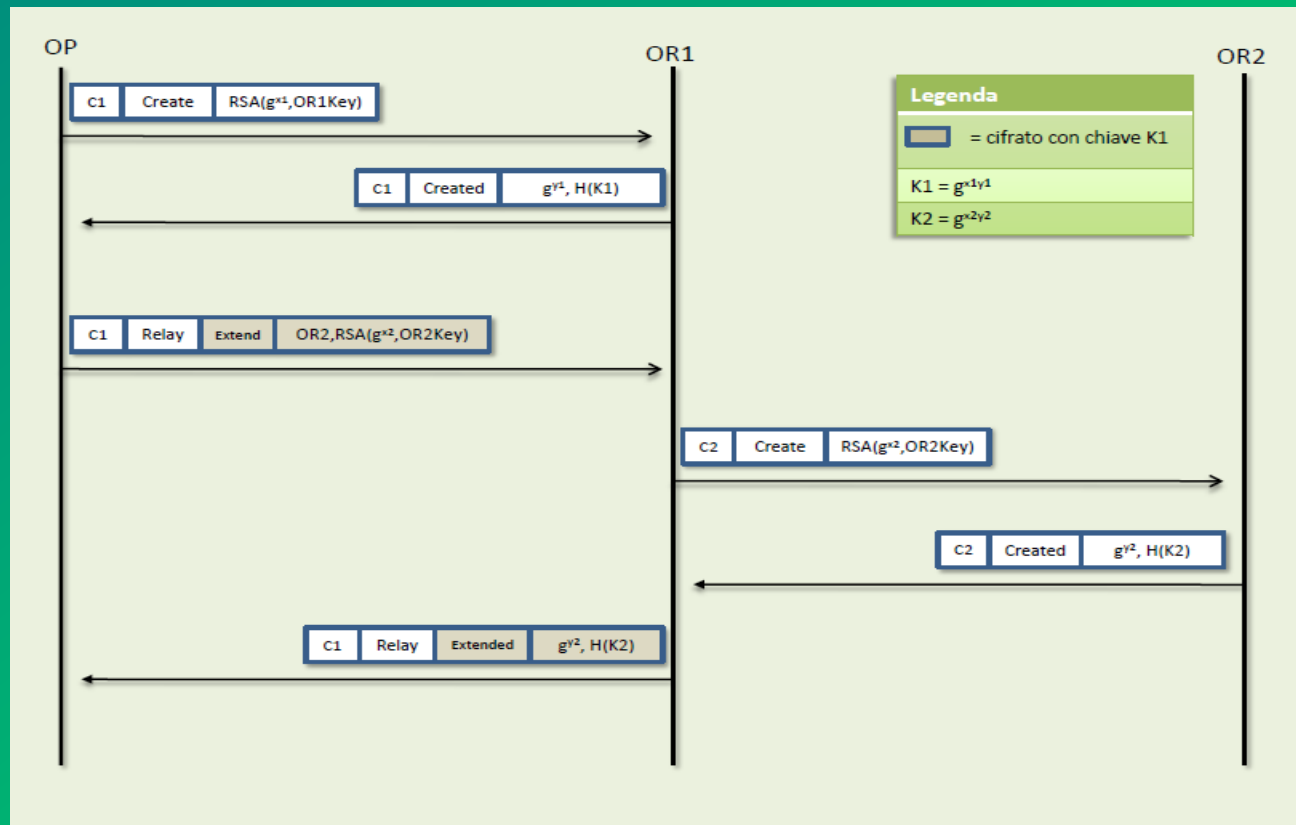 OP
OR1
OR2
C1 Create RSA(gˣ¹,OR1Key)
Legenda
= cifrato con chiave K1
K1 = gˣ¹ʸ¹
K2 = gˣ²ʸ²
C1 Created gʸ¹, H(K1)
C1 Relay Extend OR2,RSA(gˣ²,OR2Key)
C2 Create RSA(gˣ²,OR2Key)
C2 Created gʸ², H(K2)
C1 Relay Extended gʸ², H(K2)